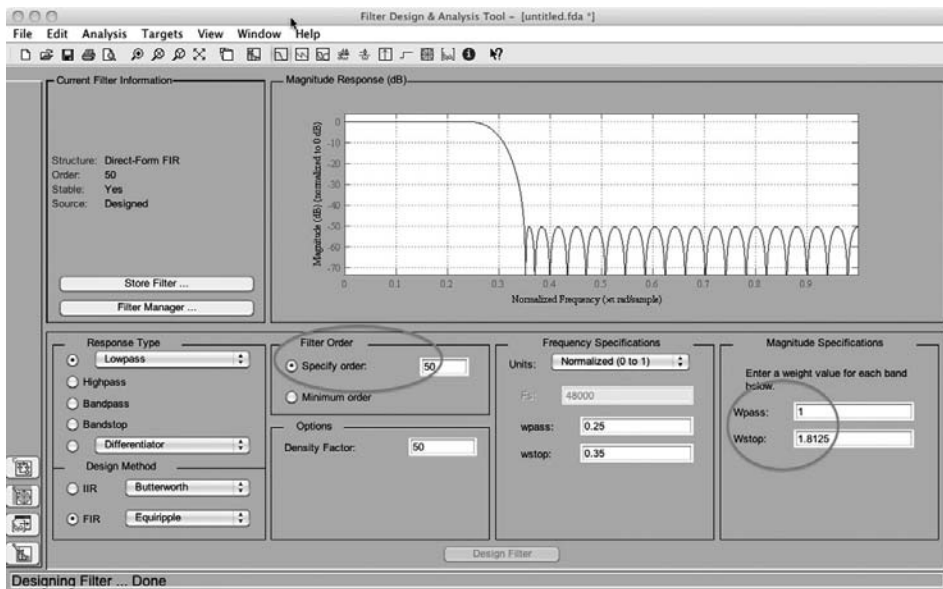 Filter Design & Analysis Tool - [untitled.fda *]
File Edit Analysis Targets View Window Help
Current Filter Information
Structure: Direct-Form FIR
Order: 50
Stable: Yes
Source: Designed
Store Filter ...
Filter Manager ...
Magnitude Response (dB)
Magnitude (dB) (normalized to 0 dB)
0
-10
-20
-30
-40
-50
-60
-70
0 0.1 0.2 0.3 0.4 0.5 0.6 0.7 0.8 0.9
Normalized Frequency (×π rad/sample)
Response Type
Lowpass
Highpass
Bandpass
Bandstop
Differentiator
Design Method
IIR Butterworth
FIR Equiripple
Filter Order
Specify order: 50
Minimum order
Options
Density Factor: 50
Frequency Specifications
Units: Normalized (0 to 1)
Fs: 48000
wpass: 0.25
wstop: 0.35
Magnitude Specifications
Enter a weight value for each band
below.
Wpass: 1
Wstop: 1.8125
Design Filter
Designing Filter ... Done